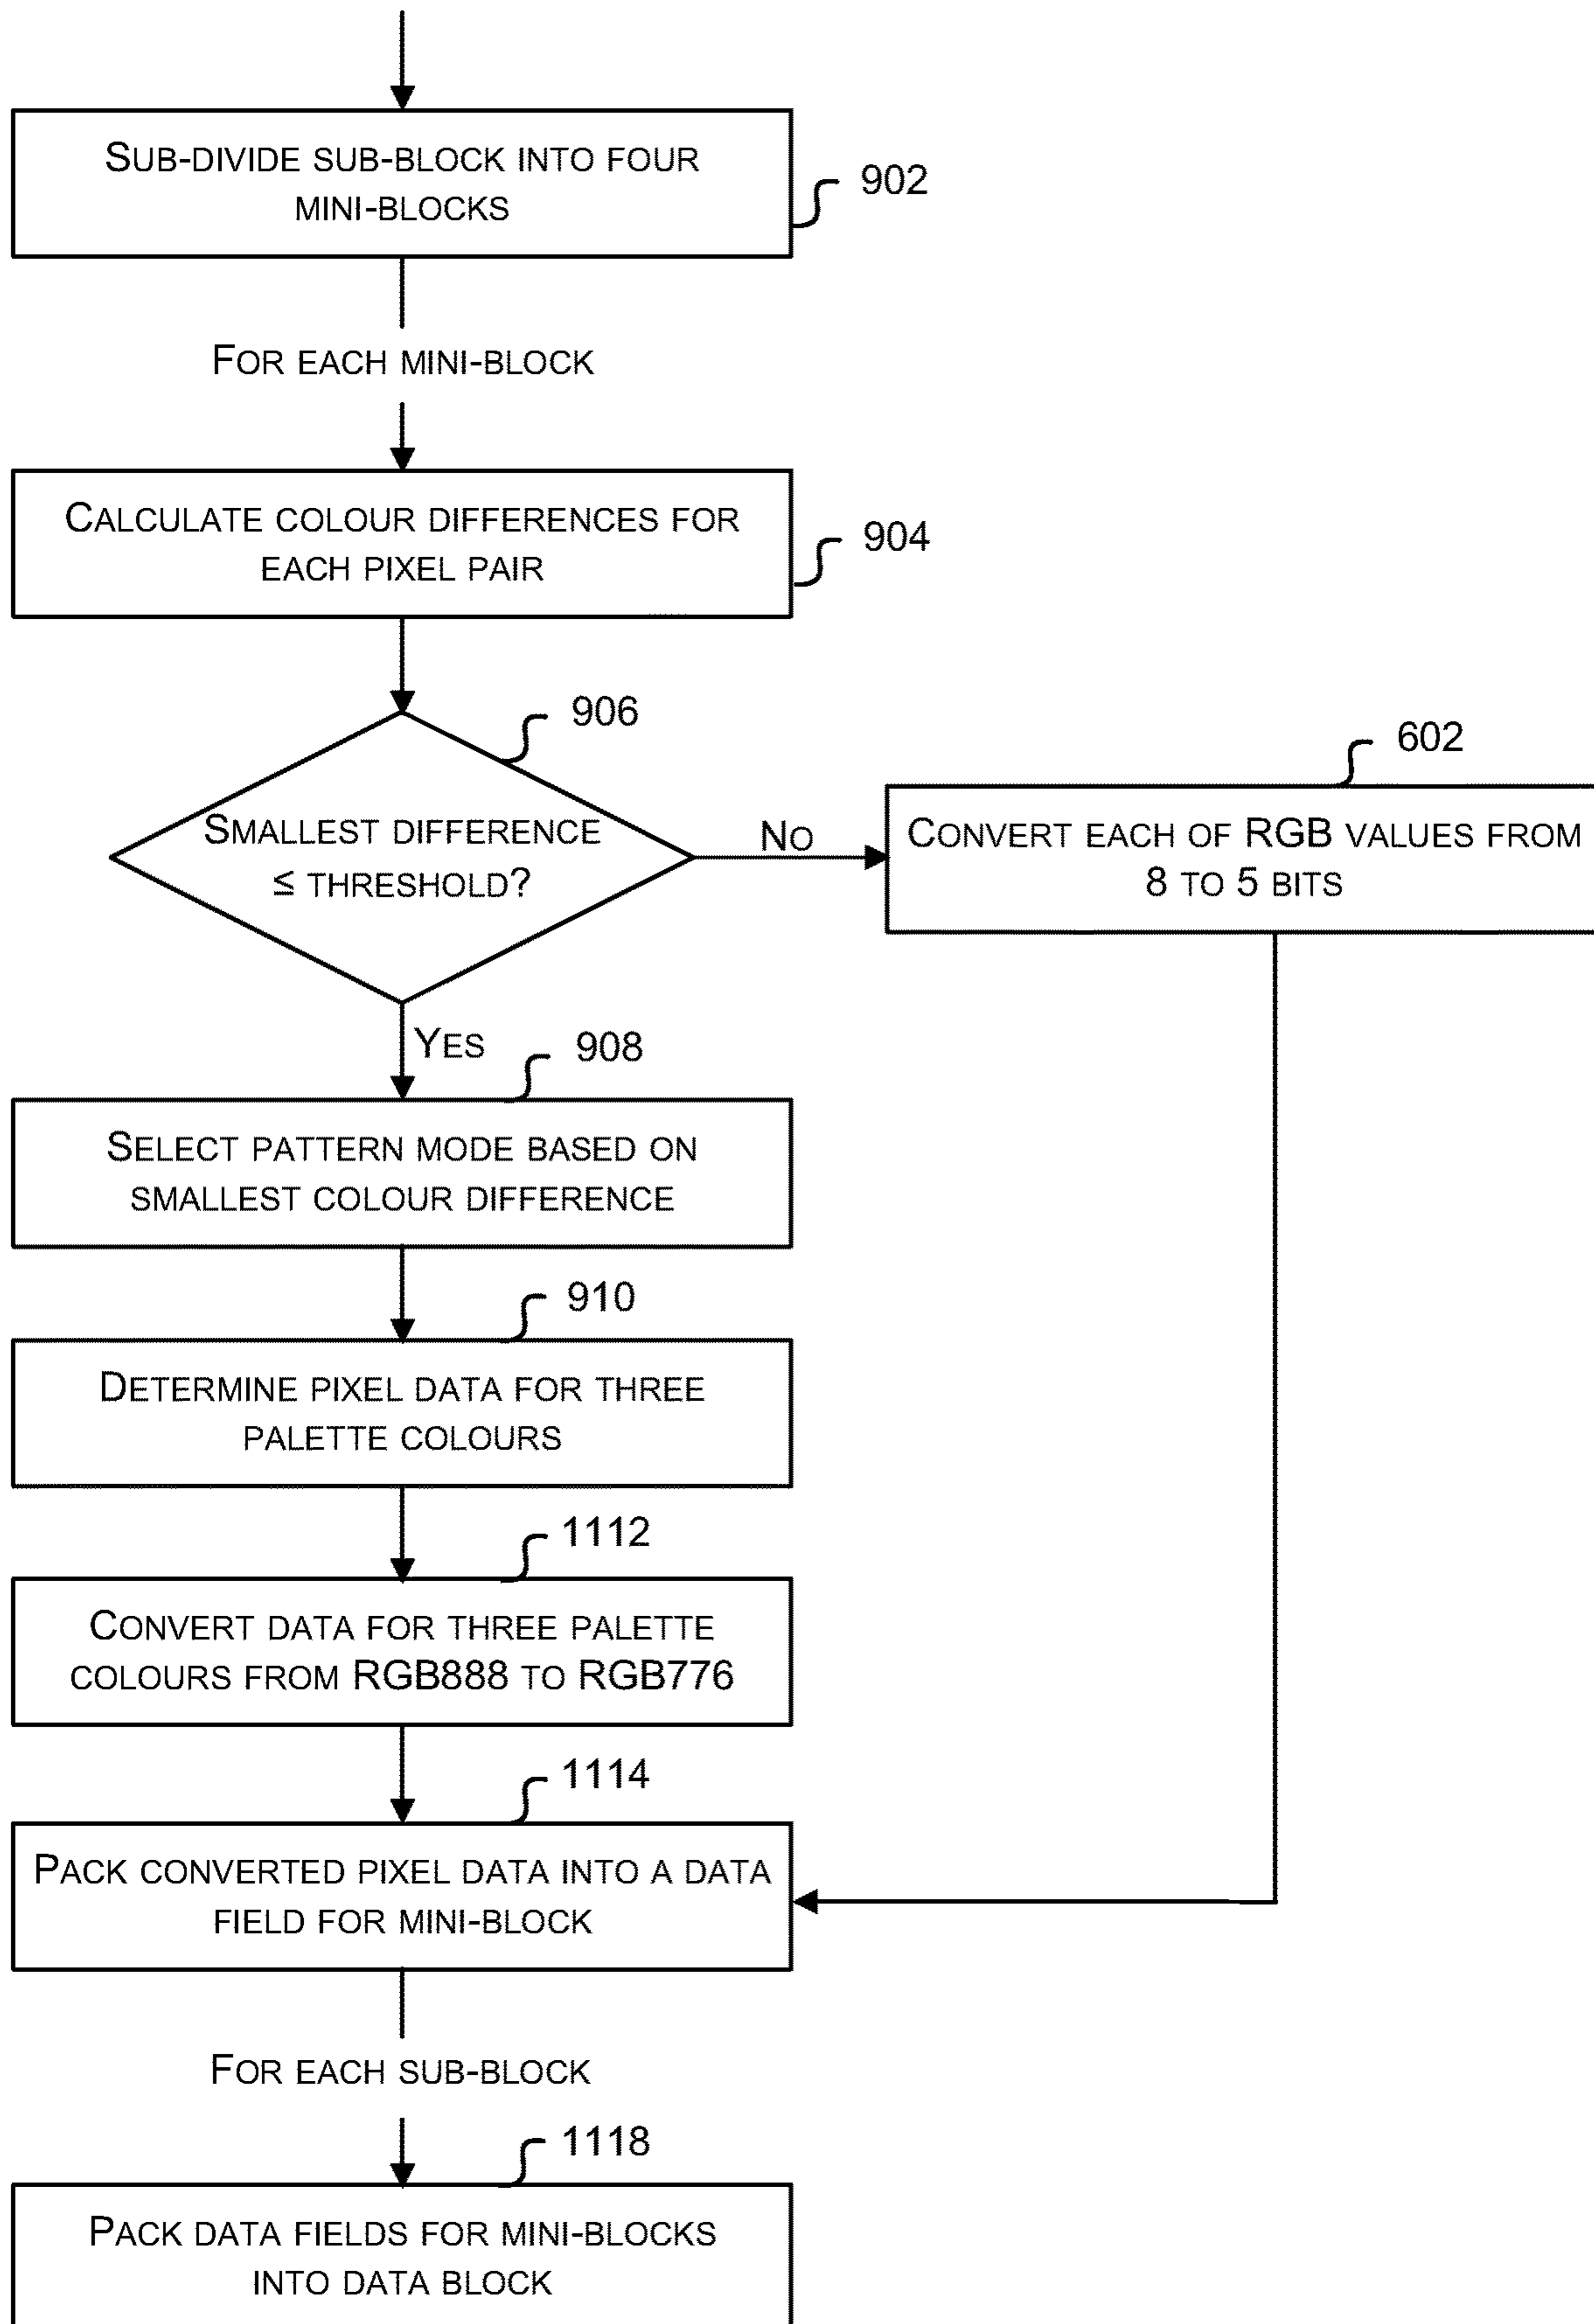 SUB-DIVIDE SUB-BLOCK INTO FOUR
MINI-BLOCKS
902
FOR EACH MINI-BLOCK
CALCULATE COLOUR DIFFERENCES FOR
EACH PIXEL PAIR
904
906
SMALLEST DIFFERENCE
≤ THRESHOLD?
NO
602
CONVERT EACH OF RGB VALUES FROM
8 TO 5 BITS
YES
908
SELECT PATTERN MODE BASED ON
SMALLEST COLOUR DIFFERENCE
910
DETERMINE PIXEL DATA FOR THREE
PALETTE COLOURS
1112
CONVERT DATA FOR THREE PALETTE
COLOURS FROM RGB888 TO RGB776
1114
PACK CONVERTED PIXEL DATA INTO A DATA
FIELD FOR MINI-BLOCK
FOR EACH SUB-BLOCK
1118
PACK DATA FIELDS FOR MINI-BLOCKS
INTO DATA BLOCK